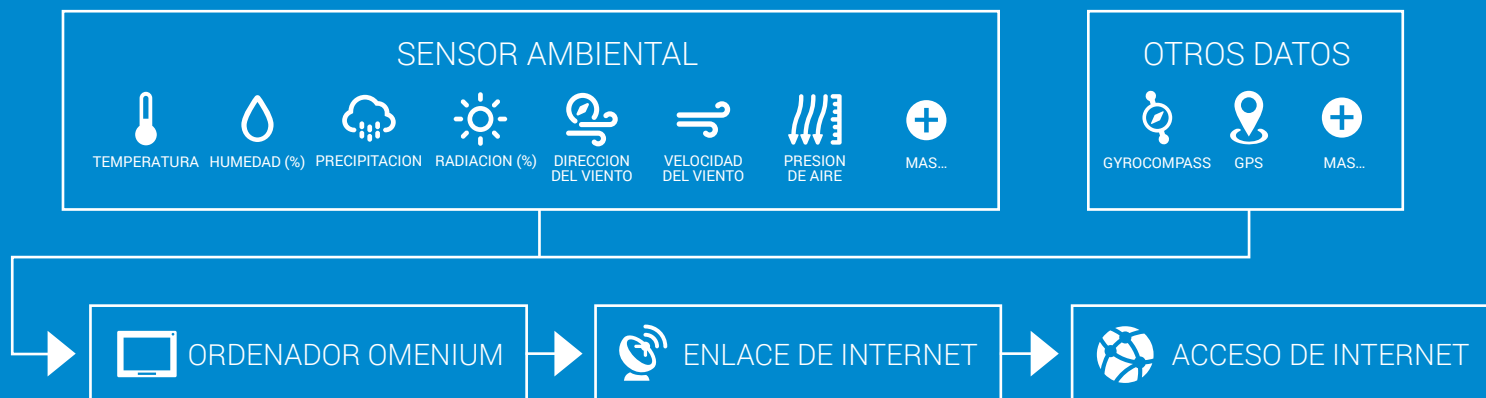 SENSOR AMBIENTAL
TEMPERATURA
HUMEDAD (%)
PRECIPITACION
RADIACION (%)
DIRECCION
DEL VIENTO
VELOCIDAD
DEL VIENTO
PRESION
DE AIRE
MAS...
OTROS DATOS
GYROCOMPASS
GPS
MAS...
ORDENADOR OMENIUM
ENLACE DE INTERNET
ACCESO DE INTERNET